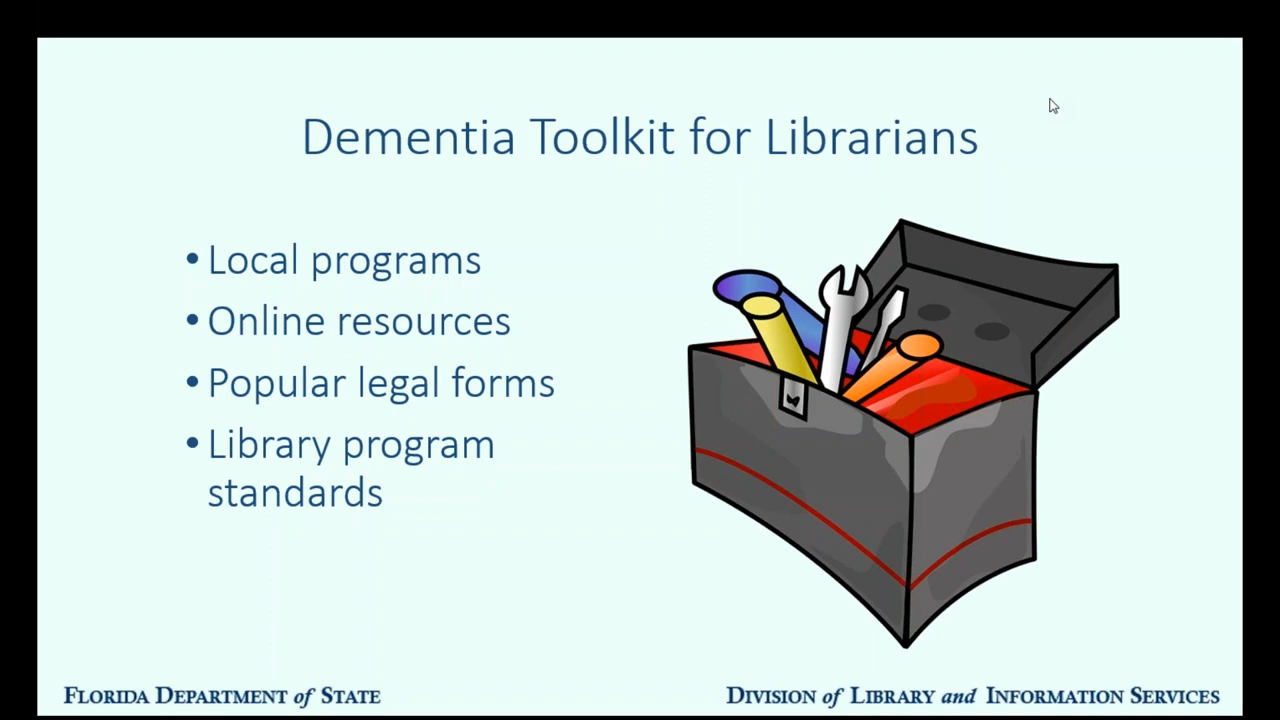 Dementia Toolkit for Librarians
• Local programs
• Online resources
• Popular legal forms
• Library program
standards
FLORIDA DEPARTMENT of STATE
DIVISION of LIBRARY and INFORMATION SERVICES